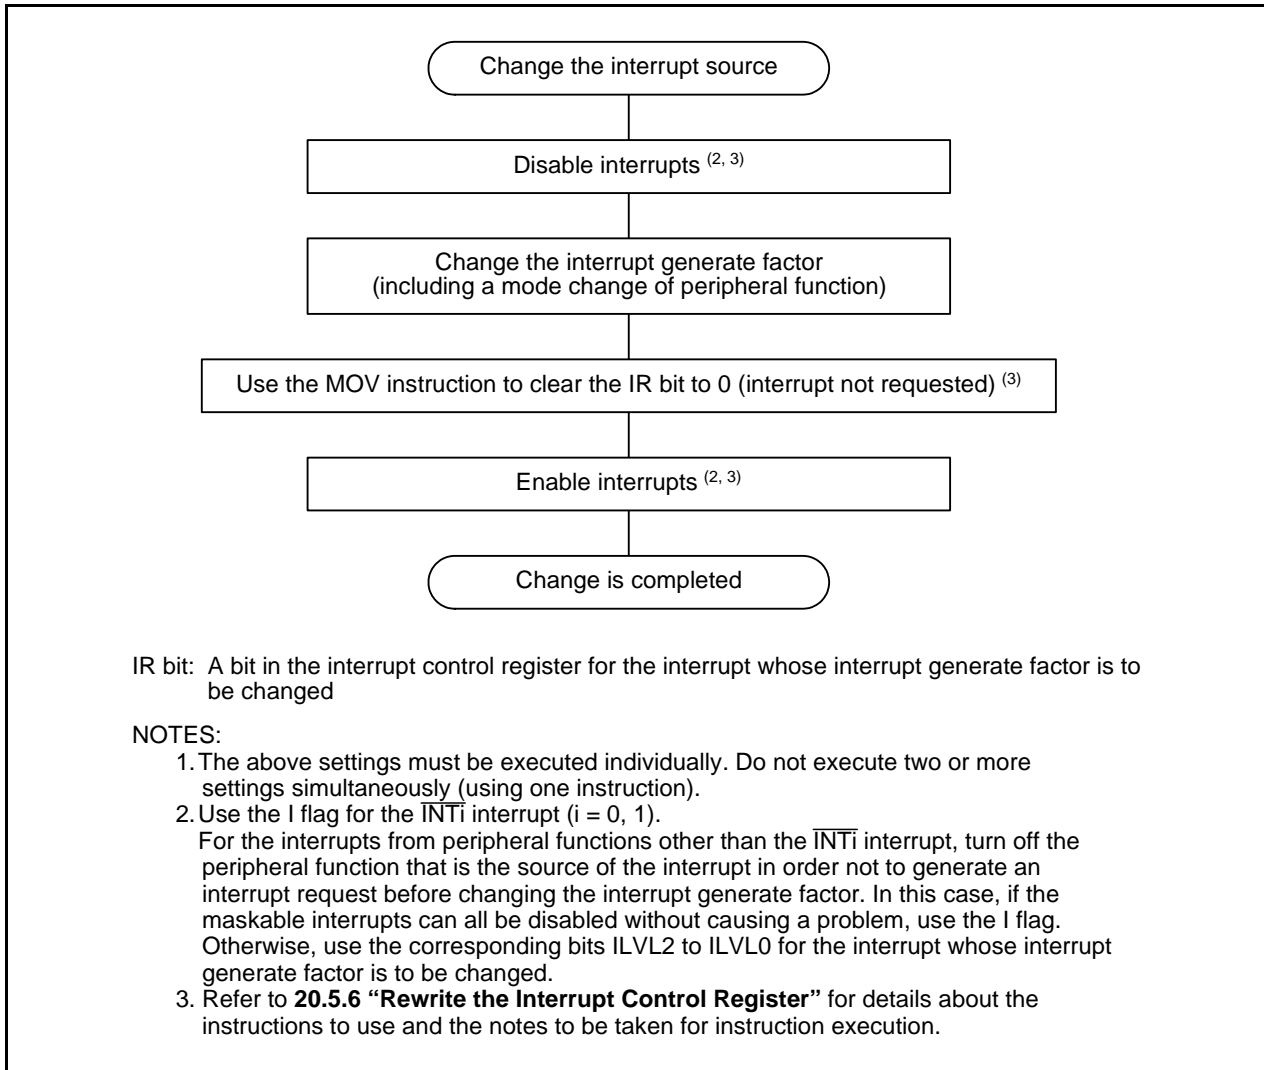 Change the interrupt source
Disable interrupts (2, 3)
Change the interrupt generate factor
(including a mode change of peripheral function)
Use the MOV instruction to clear the IR bit to 0 (interrupt not requested) (3)
Enable interrupts (2, 3)
Change is completed
IR bit: A bit in the interrupt control register for the interrupt whose interrupt generate factor is to
be changed
NOTES:
1. The above settings must be executed individually. Do not execute two or more
settings simultaneously (using one instruction).
2. Use the I flag for the I̅N̅T̅i̅ interrupt (i = 0, 1).
For the interrupts from peripheral functions other than the I̅N̅T̅i̅ interrupt, turn off the
peripheral function that is the source of the interrupt in order not to generate an
interrupt request before changing the interrupt generate factor. In this case, if the
maskable interrupts can all be disabled without causing a problem, use the I flag.
Otherwise, use the corresponding bits ILVL2 to ILVL0 for the interrupt whose interrupt
generate factor is to be changed.
3. Refer to 20.5.6 “Rewrite the Interrupt Control Register” for details about the
instructions to use and the notes to be taken for instruction execution.